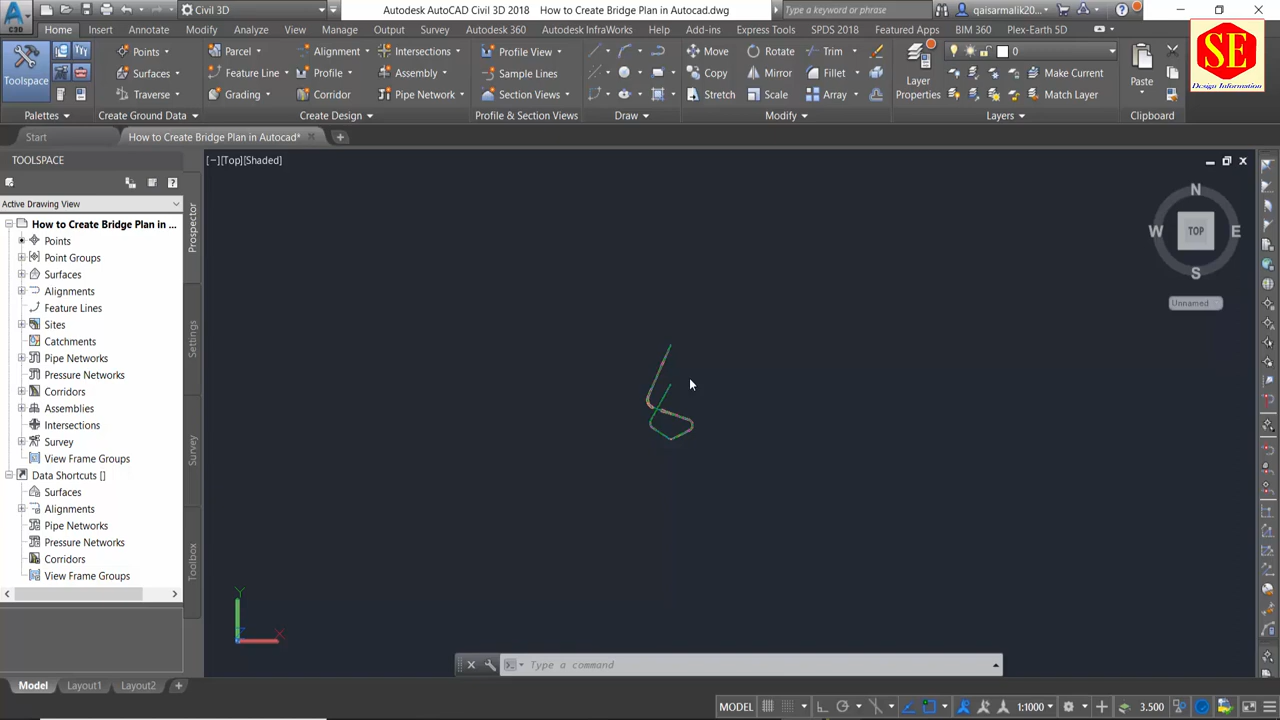 Civil 3D
Autodesk AutoCAD Civil 3D 2018 How to Create Bridge Plan in Autocad.dwg
Type a keyword or phrase
qaisarmalik20...
C3D
Home Insert Annotate Modify Analyze View Manage Output Survey Autodesk 360 Autodesk InfraWorks Help Add-ins Express Tools SPDS 2018 Featured Apps BIM 360 Plex-Earth 5D
SE
Design Information
Toolspace
Points
Surfaces
Traverse
Parcel
Feature Line
Grading
Alignment
Profile
Corridor
Intersections
Assembly
Pipe Network
Profile View
Sample Lines
Section Views
Move
Copy
Stretch
Rotate
Mirror
Scale
Trim
Fillet
Array
Layer
Properties
0
Make Current
Match Layer
Paste
Palettes Create Ground Data Create Design Profile & Section Views Draw Modify Layers Clipboard
Start How to Create Bridge Plan in Autocad*
TOOLSPACE
[−][Top][Shaded]
Active Drawing View
How to Create Bridge Plan in ...
Points
Point Groups
Surfaces
Alignments
Feature Lines
Sites
Catchments
Pipe Networks
Pressure Networks
Corridors
Assemblies
Intersections
Survey
View Frame Groups
Data Shortcuts []
Surfaces
Alignments
Pipe Networks
Pressure Networks
Corridors
View Frame Groups
Prospector
Settings
Survey
Toolbox
N
W TOP E
S
Unnamed
Y
X
Type a command
Model Layout1 Layout2
MODEL 1:1000 3.500